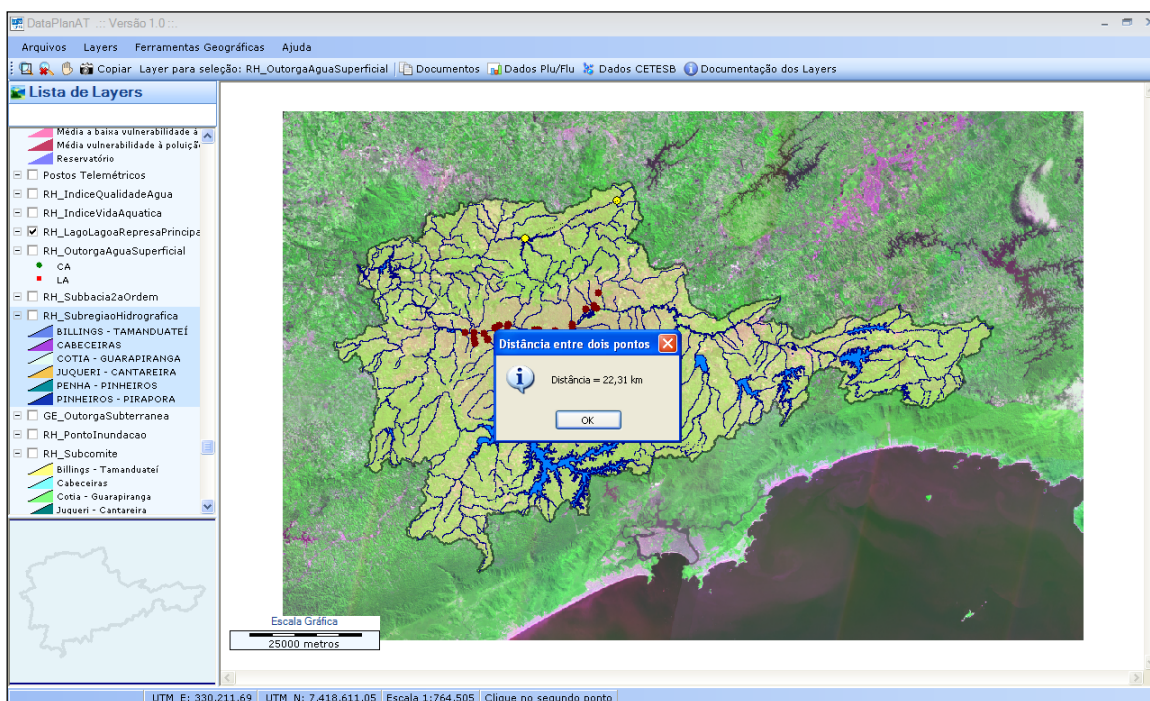 DataPlanAT .:: Versão 1.0 ::.
Arquivos Layers Ferramentas Geográficas Ajuda
Copiar Layer para seleção: RH_OutorgaAguaSuperficial Documentos Dados Plu/Flu Dados CETESB Documentação dos Layers
Lista de Layers
Média a baixa vulnerabilidade à
Média vulnerabilidade à poluiçã
Reservatório
Postos Telemétricos
RH_IndiceQualidadeAgua
RH_IndiceVidaAquatica
RH_LagoLagoaRepresaPrincipa
RH_OutorgaAguaSuperficial
CA
LA
RH_Subbacia2aOrdem
RH_SubregiaoHidrografica
BILLINGS - TAMANDUATEÍ
CABECEIRAS
COTIA - GUARAPIRANGA
JUQUERI - CANTAREIRA
PENHA - PINHEIROS
PINHEIROS - PIRAPORA
GE_OutorgaSubterranea
RH_PontoInundacao
RH_Subcomite
Billings - Tamanduateí
Cabeceiras
Cotia - Guarapiranga
Juqueri - Cantareira
Distância entre dois pontos
Distância = 22,31 km
OK
Escala Gráfica
25000 metros
UTM E: 330.211,69 UTM N: 7.418.611,05 Escala 1:764.505 Clique no segundo ponto